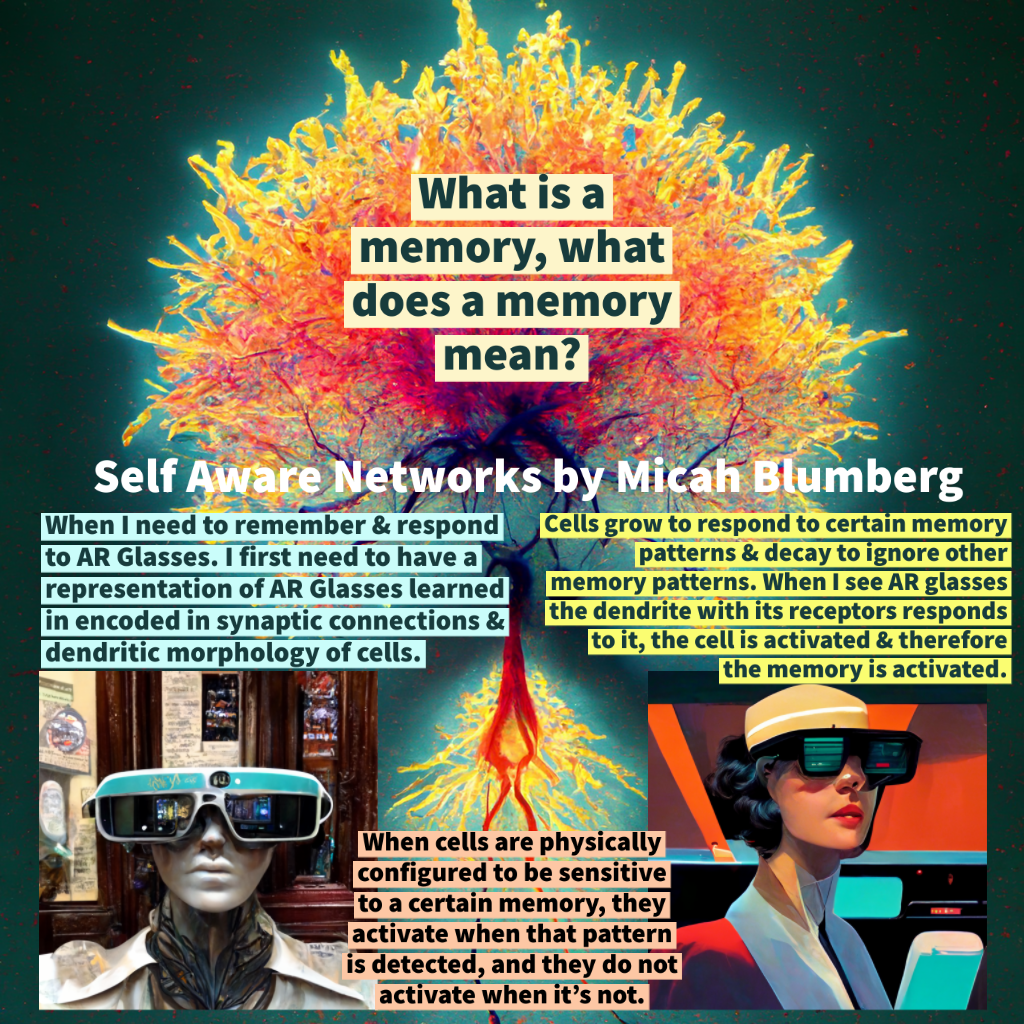 What is a
memory, what
does a memory
mean?
Self Aware Networks by Micah Blumberg
When I need to remember & respond
to AR Glasses. I first need to have a
representation of AR Glasses learned
in encoded in synaptic connections &
dendritic morphology of cells.
Cells grow to respond to certain memory
patterns & decay to ignore other
memory patterns. When I see AR glasses
the dendrite with its receptors responds
to it, the cell is activated & therefore
the memory is activated.
When cells are physically
configured to be sensitive
to a certain memory, they
activate when that pattern
is detected, and they do not
activate when it's not.